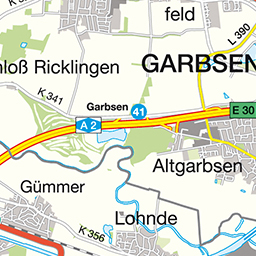 feld
L 390
GARBSEN
loß Ricklingen
K 341
Garbsen
41
E 30
A 2
Altgarbsen
Gümmer
Lohnde
K 356